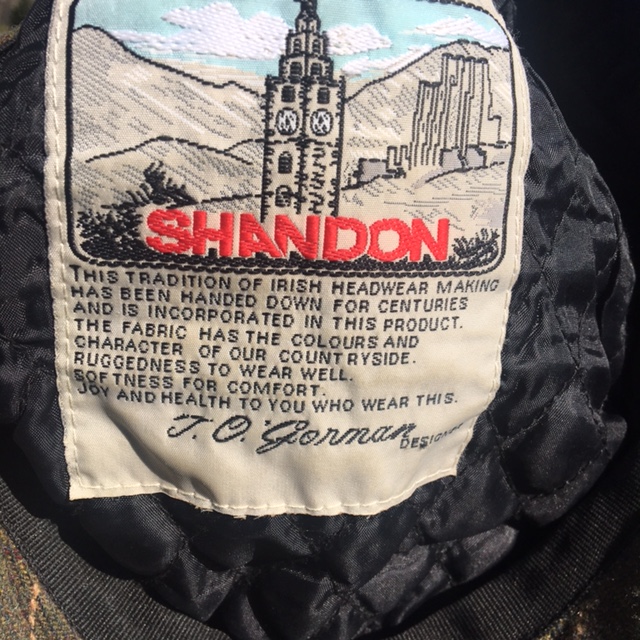 SHANDON
THIS TRADITION OF IRISH HEADWEAR MAKING
HAS BEEN HANDED DOWN FOR CENTURIES
AND IS INCORPORATED IN THIS PRODUCT.
THE FABRIC HAS THE COLOURS AND
CHARACTER OF OUR COUNTRYSIDE.
RUGGEDNESS TO WEAR WELL.
SOFTNESS FOR COMFORT.
JOY AND HEALTH TO YOU WHO WEAR THIS.
J. O'Gorman